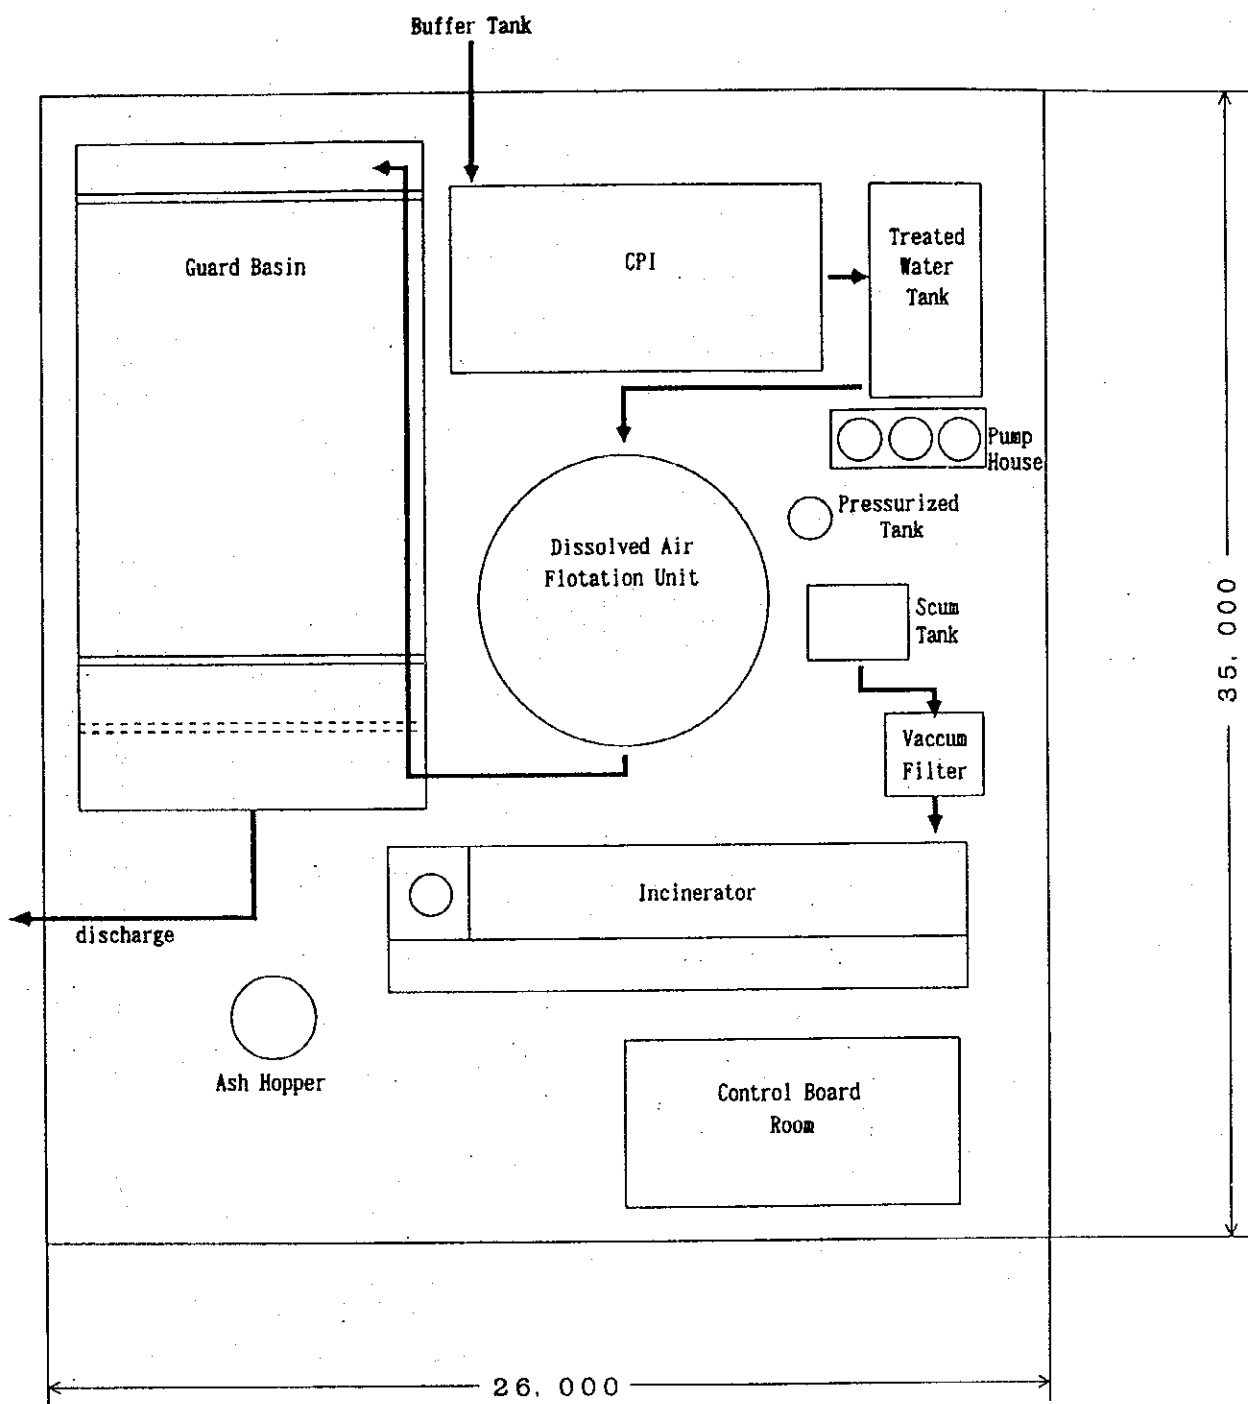 Buffer Tank
Guard Basin
CPI
Treated
Water
Tank
Pump
House
Pressurized
Tank
Dissolved Air
Flotation Unit
Scum
Tank
Vaccum
Filter
Incinerator
discharge
Ash Hopper
Control Board
Room
35,000
26,000